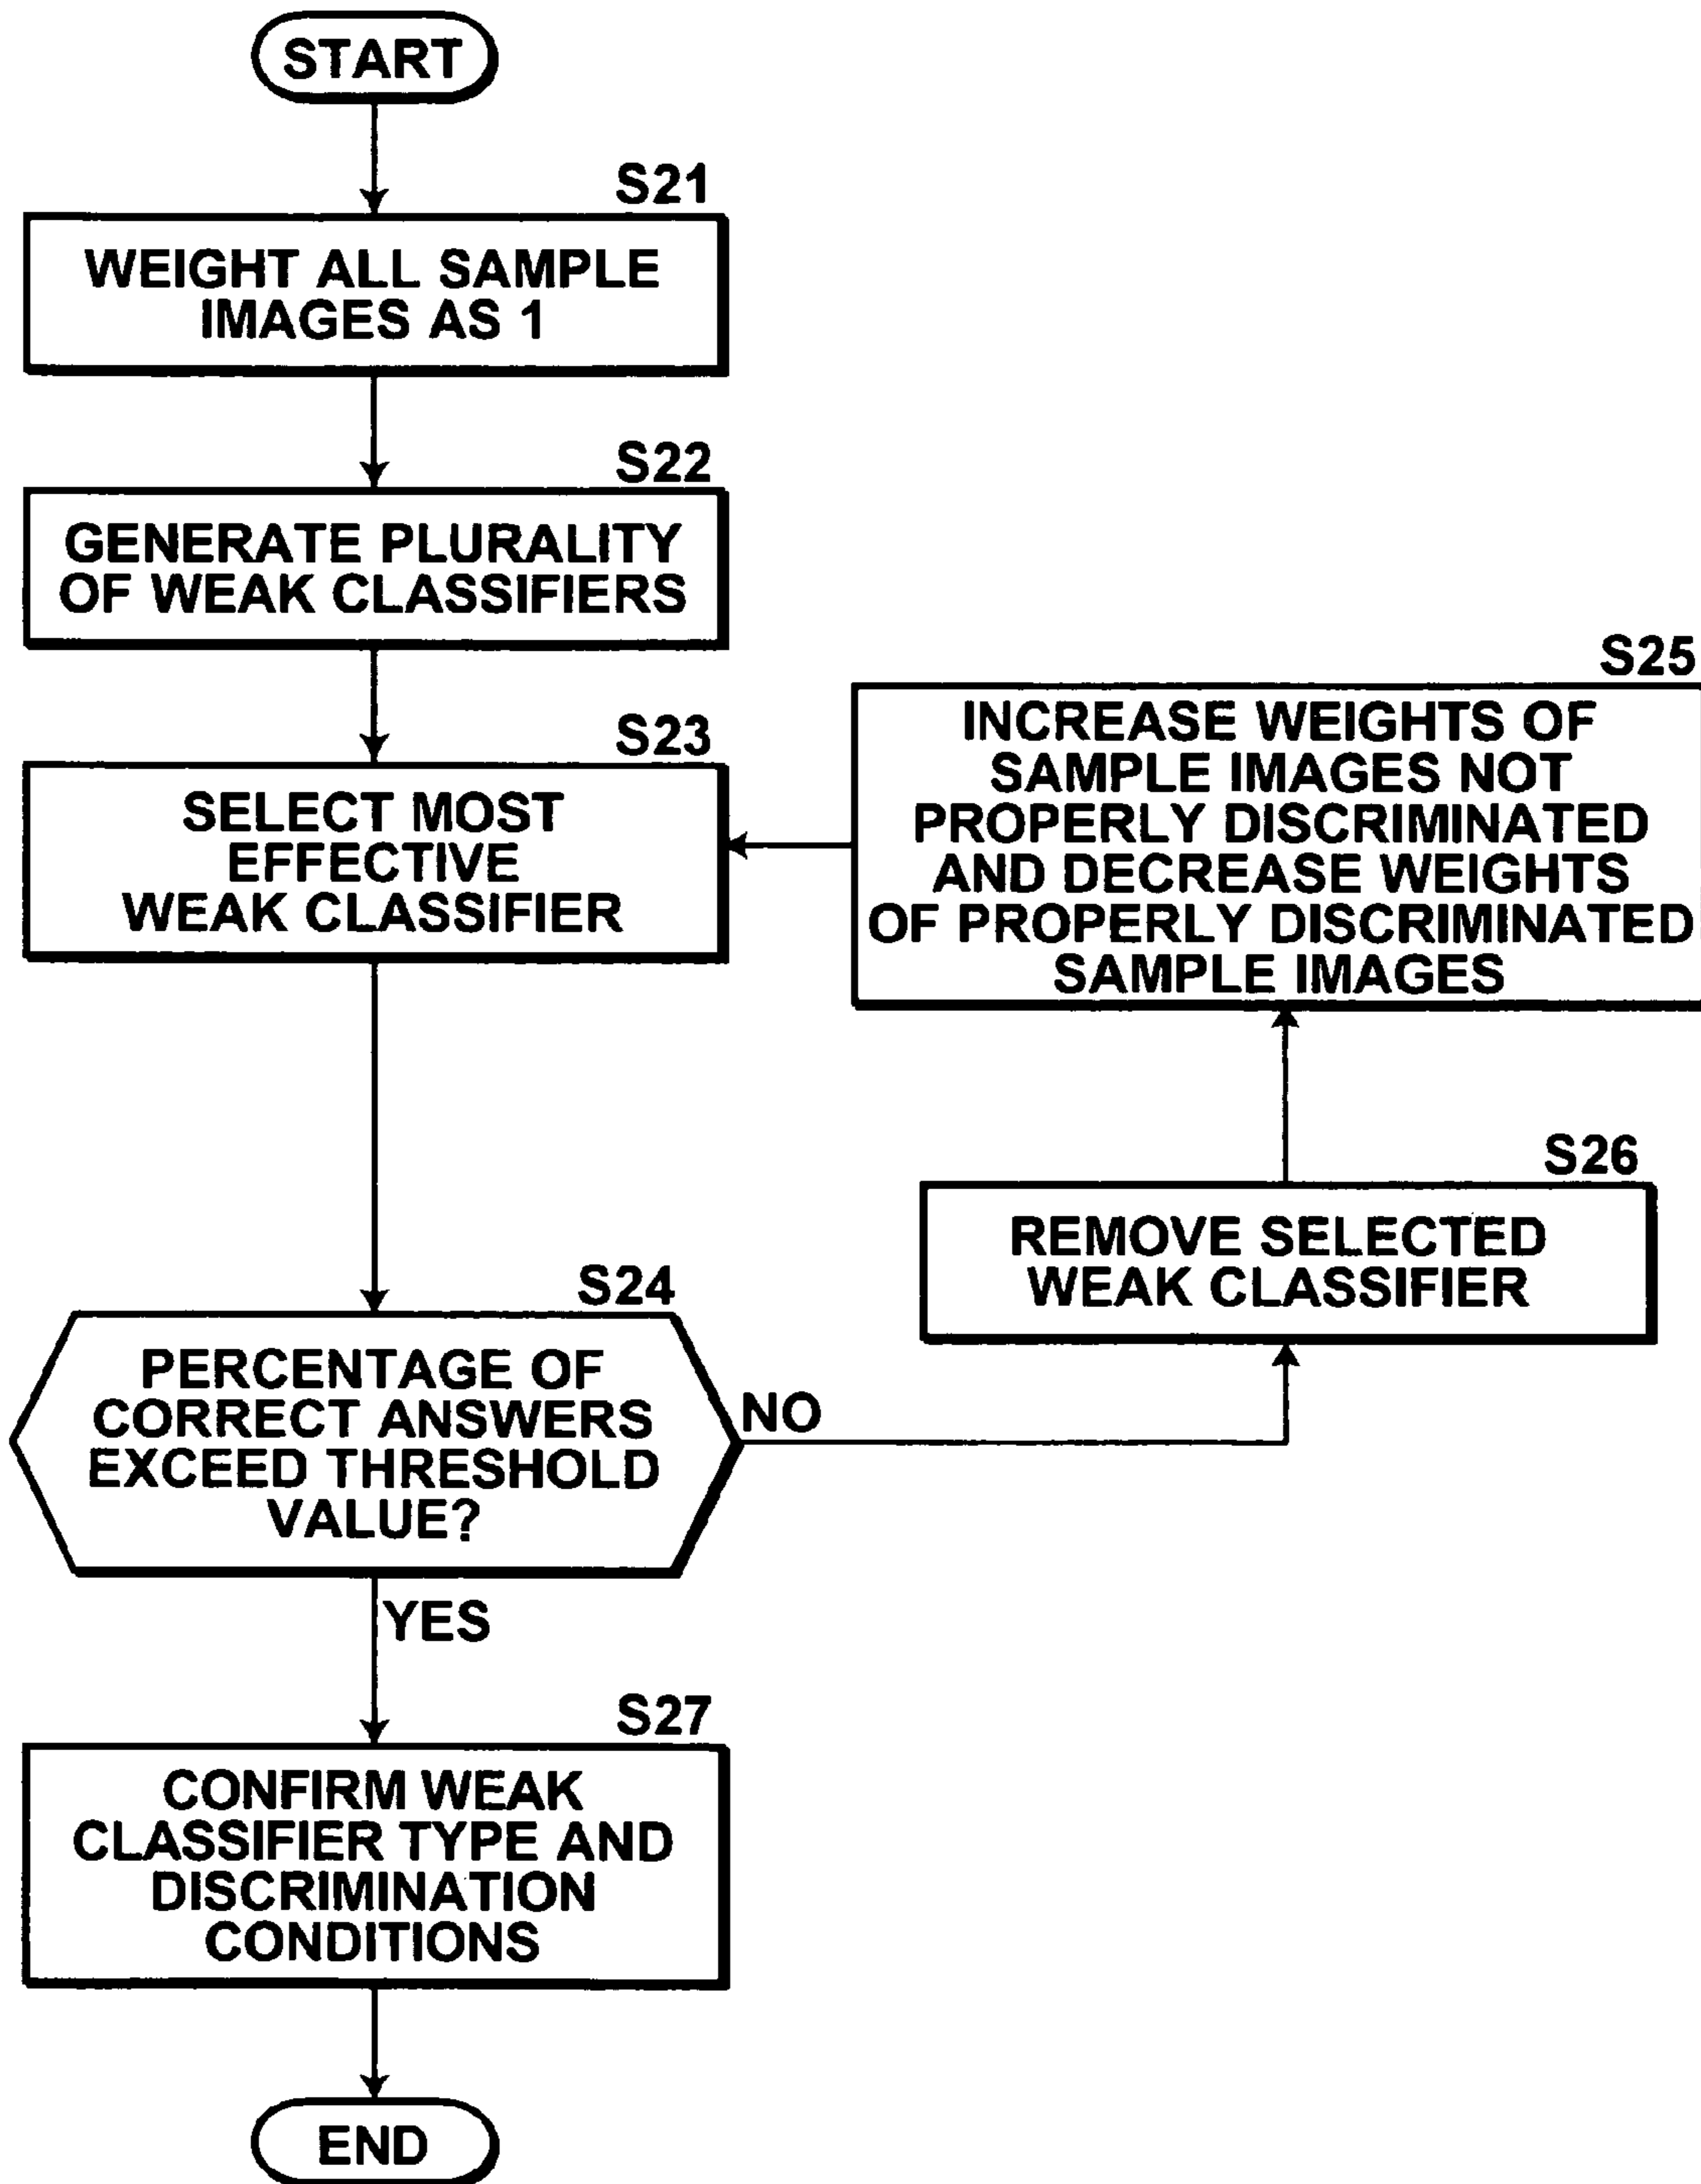 START
S21
WEIGHT ALL SAMPLE
IMAGES AS 1
S22
GENERATE PLURALITY
OF WEAK CLASSIFIERS
S23
SELECT MOST
EFFECTIVE
WEAK CLASSIFIER
S25
INCREASE WEIGHTS OF
SAMPLE IMAGES NOT
PROPERLY DISCRIMINATED
AND DECREASE WEIGHTS
OF PROPERLY DISCRIMINATED
SAMPLE IMAGES
S26
REMOVE SELECTED
WEAK CLASSIFIER
S24
PERCENTAGE OF
CORRECT ANSWERS
EXCEED THRESHOLD
VALUE?
NO
YES
S27
CONFIRM WEAK
CLASSIFIER TYPE AND
DISCRIMINATION
CONDITIONS
END